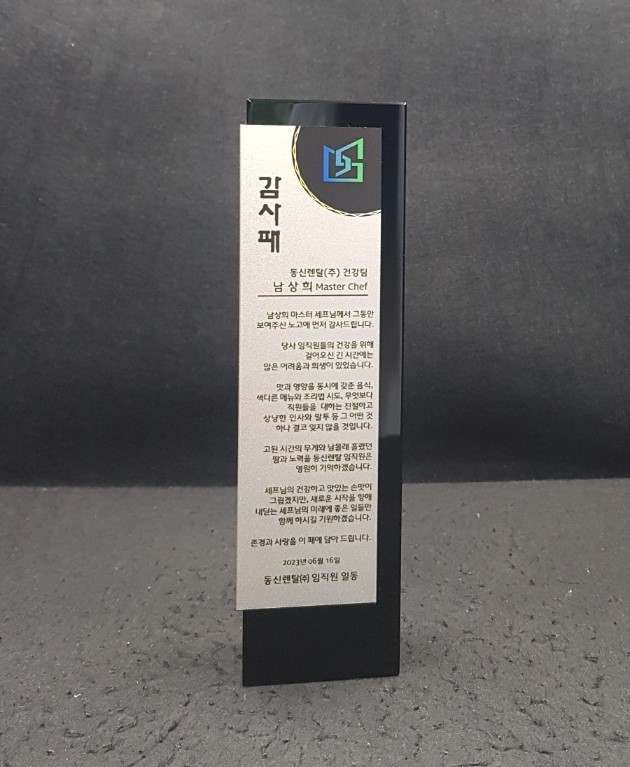 감사패
동신렌탈(주) 건강팀
남상희 Master Chef
남상희 마스터 셰프님께서 그동안
보여주신 노고에 먼저 감사드립니다.
당사 임직원들의 건강을 위해
걸어오신 긴 시간에는
많은 어려움과 희생이 있었습니다.
맛과 영양을 동시에 갖춘 음식,
색다른 메뉴와 조리법 시도, 무엇보다
직원들을 대하는 친절하고
상냥한 인사와 말투 등 그 어떤 것
하나 결코 잊지 않을 것입니다.
고된 시간의 무게와 남몰래 흘렸던
땀과 노력을 동신렌탈 임직원은
영원히 기억하겠습니다.
셰프님의 건강하고 맛있는 손맛이
그립겠지만, 새로운 시작을 향해
내딛는 셰프님의 미래에 좋은 일들만
함께 하시길 기원하겠습니다.
존경과 사랑을 이 패에 담아 드립니다.
2023년 06월 16일
동신렌탈㈜ 임직원 일동